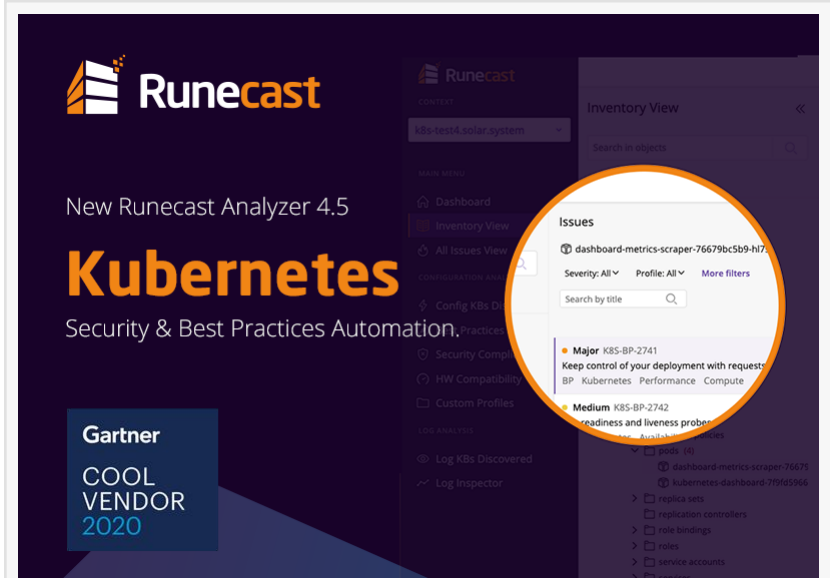 Runecast
New Runecast Analyzer 4.5
Kubernetes
Security & Best Practices Automation.
Gartner
COOL
VENDOR
2020
Runecast
CONTEXT
k8s-test4.solar.system
MAIN MENU
Dashboard
Inventory View
All Issues View
CONFIGURATION
Config KBs
Practices
Security
HW Compatibility
Custom Profiles
LOG ANALYSIS
Log KBs Discovered
Log Inspector
Inventory View
Search in objects
Issues
dashboard-metrics-scraper-76679bc5b9-hl7
Severity: All
Profile: All
More filters
Search by title
Major K8S-BP-2741
Keep control of your deployment with requests
BP Kubernetes Performance Compute
Medium K8S-BP-2742
readiness and liveness probe
pods (4)
dashboard-metrics-scraper-76679
kubernetes-dashboard-7f9fd5966
replica sets
replication controllers
role bindings
roles
service accounts